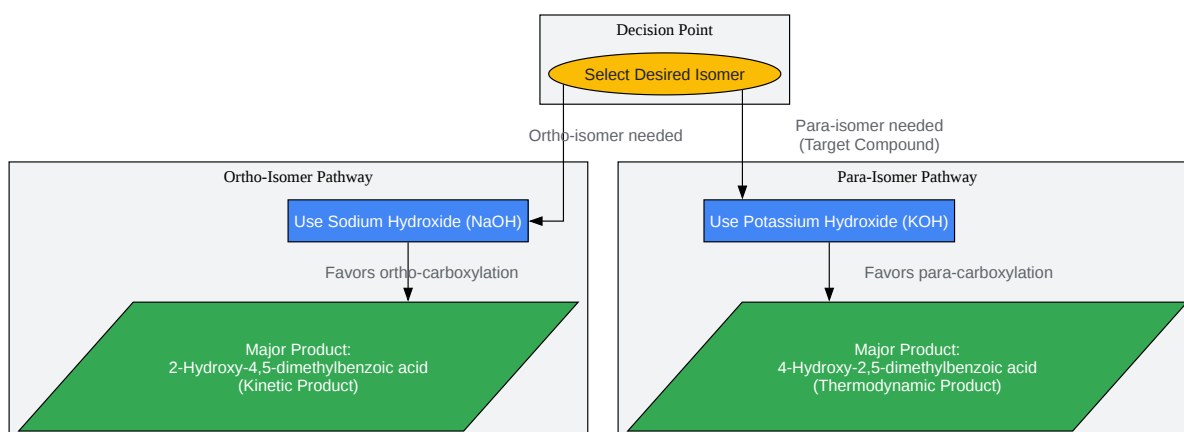 Decision Point
Select Desired Isomer
Ortho-isomer needed
Para-isomer needed
(Target Compound)
Ortho-Isomer Pathway
Use Sodium Hydroxide (NaOH)
Favors ortho-carboxylation
Major Product:
2-Hydroxy-4,5-dimethylbenzoic acid
(Kinetic Product)
Para-Isomer Pathway
Use Potassium Hydroxide (KOH)
Favors para-carboxylation
Major Product:
4-Hydroxy-2,5-dimethylbenzoic acid
(Thermodynamic Product)